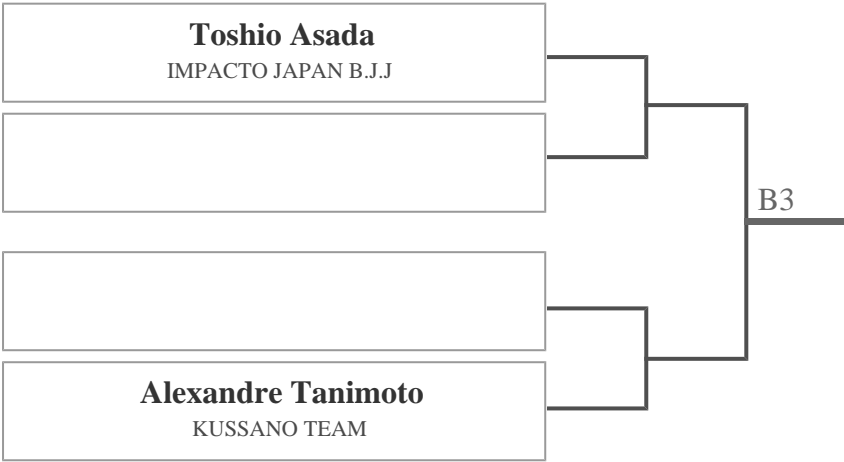 Toshio Asada
IMPACTO JAPAN B.J.J
B3
Alexandre Tanimoto
KUSSANO TEAM